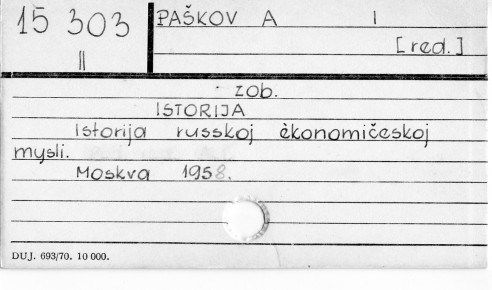 15 303
II
PAŠKOV A I
[red.]
zob.
ISTORIJA
Istorija russkoj èkonomičeskoj
mysli.
Moskva 1958.
DUJ. 693/70. 10 000.